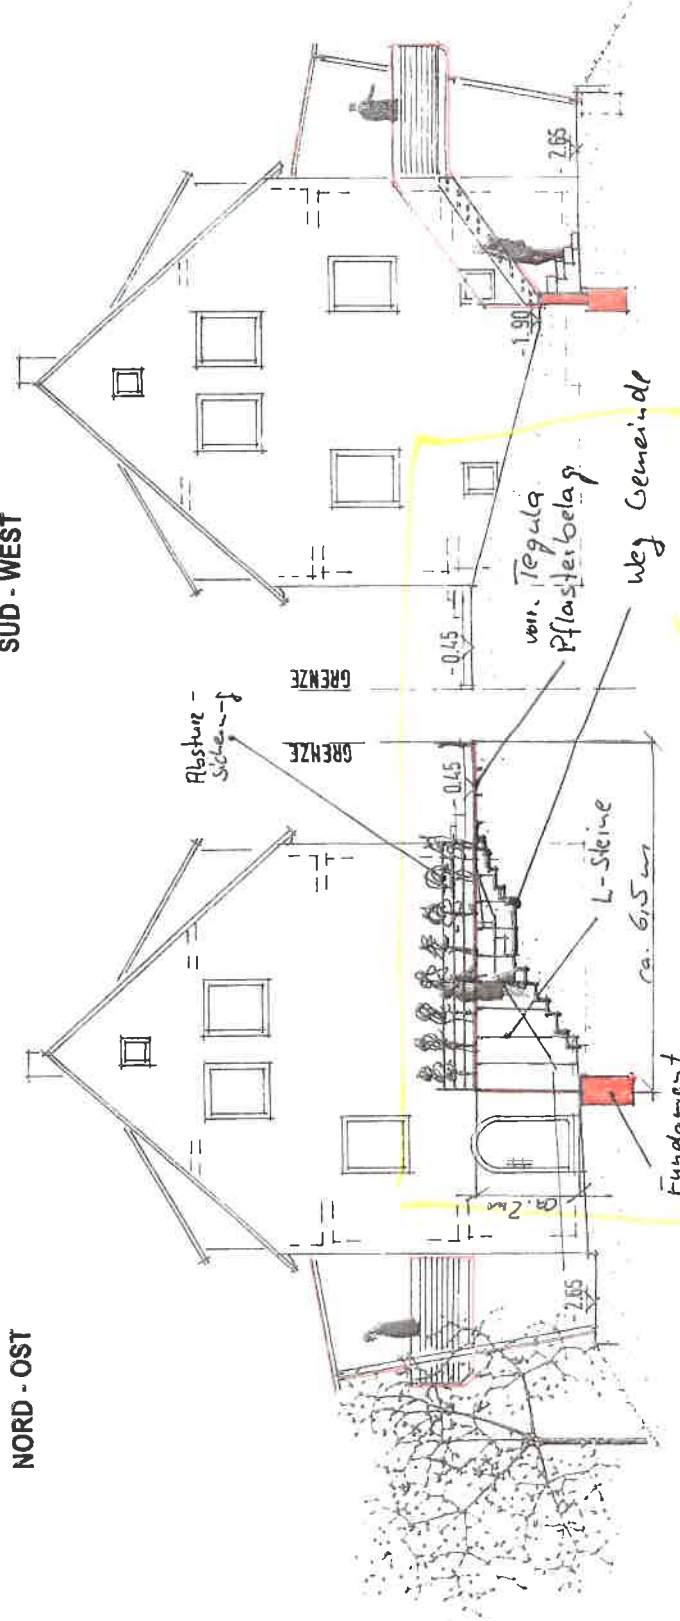 NORD - OST
SÜD - WEST
Absturz-
sicherung
GRENZE
GRENZE
-0.45
-0.45
-1.90
-2.65
-2.65
ca. 2m
vorh. Tegula
Pflasterbelag
Weg Gemeinde
L-Steine
ca. 6,5 m
Fundament